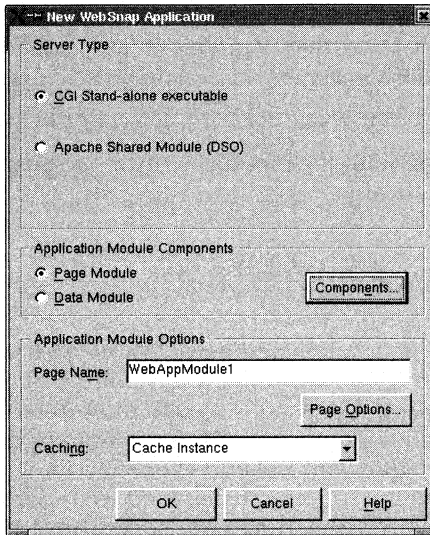 New WebSnap Application
Server Type
CGI Stand-alone executable
Apache Shared Module (DSO)
Application Module Components
Page Module
Data Module
Components...
Application Module Options
Page Name: WebAppModule1
Page Options...
Caching: Cache Instance
OK Cancel Help